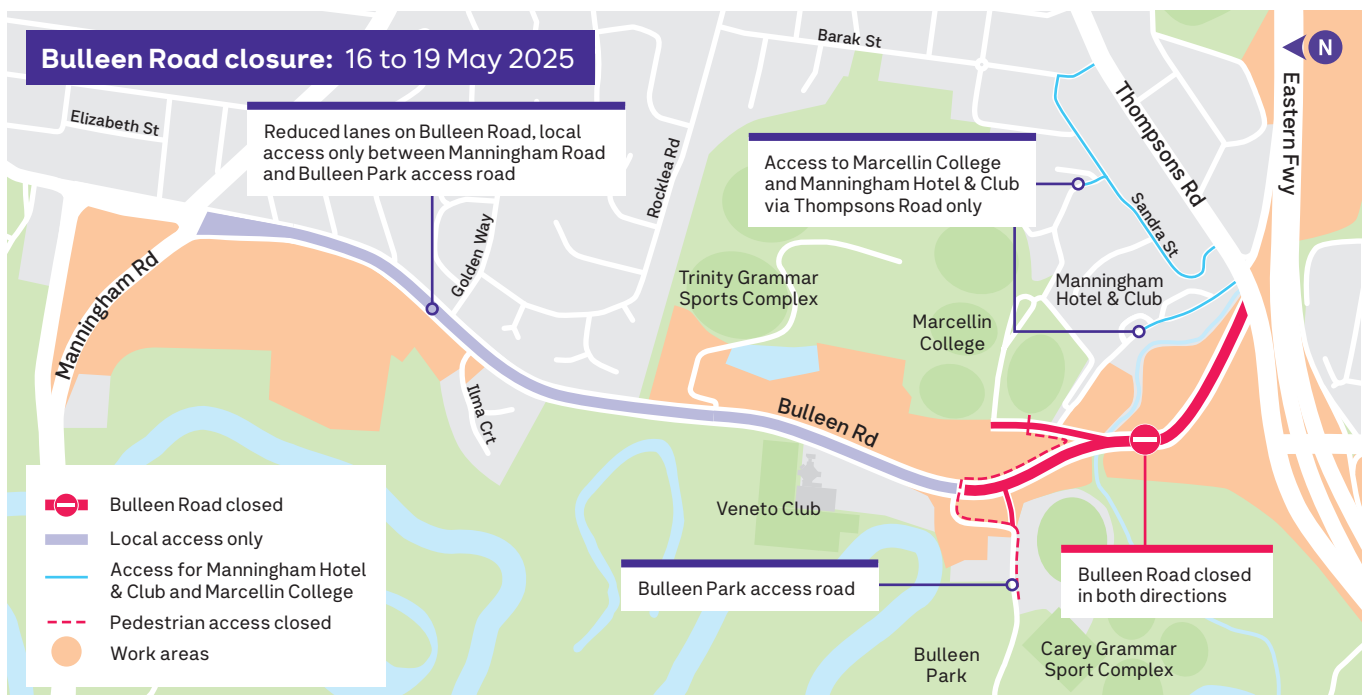 Bulleen Road closure: 16 to 19 May 2025
Barak St
N
Elizabeth St
Reduced lanes on Bulleen Road, local
access only between Manningham Road
and Bulleen Park access road
Rocklea Rd
Access to Marcellin College
and Manningham Hotel & Club
via Thompsons Road only
Thompsons Rd
Eastern Fwy
Sandra St
Golden Way
Manningham Rd
Trinity Grammar
Sports Complex
Manningham
Hotel & Club
Marcellin
College
Ilma Crt
Bulleen Rd
Veneto Club
Bulleen Road closed
Local access only
Access for Manningham Hotel
& Club and Marcellin College
Pedestrian access closed
Work areas
Bulleen Park access road
Bulleen Road closed
in both directions
Bulleen
Park
Carey Grammar
Sport Complex